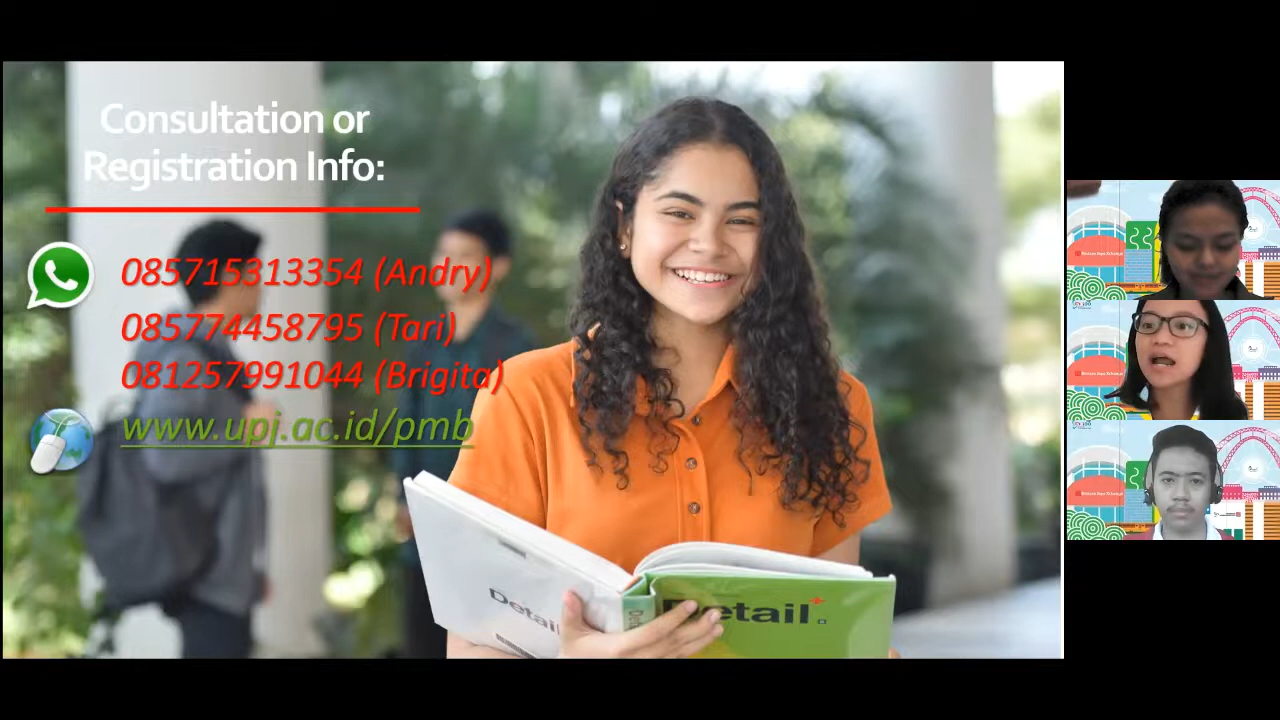 Consultation or
Registration Info:
085715313354 (Andry)
085774458795 (Tari)
081257991044 (Brigita)
www.upj.ac.id/pmb
Detail
Detail.